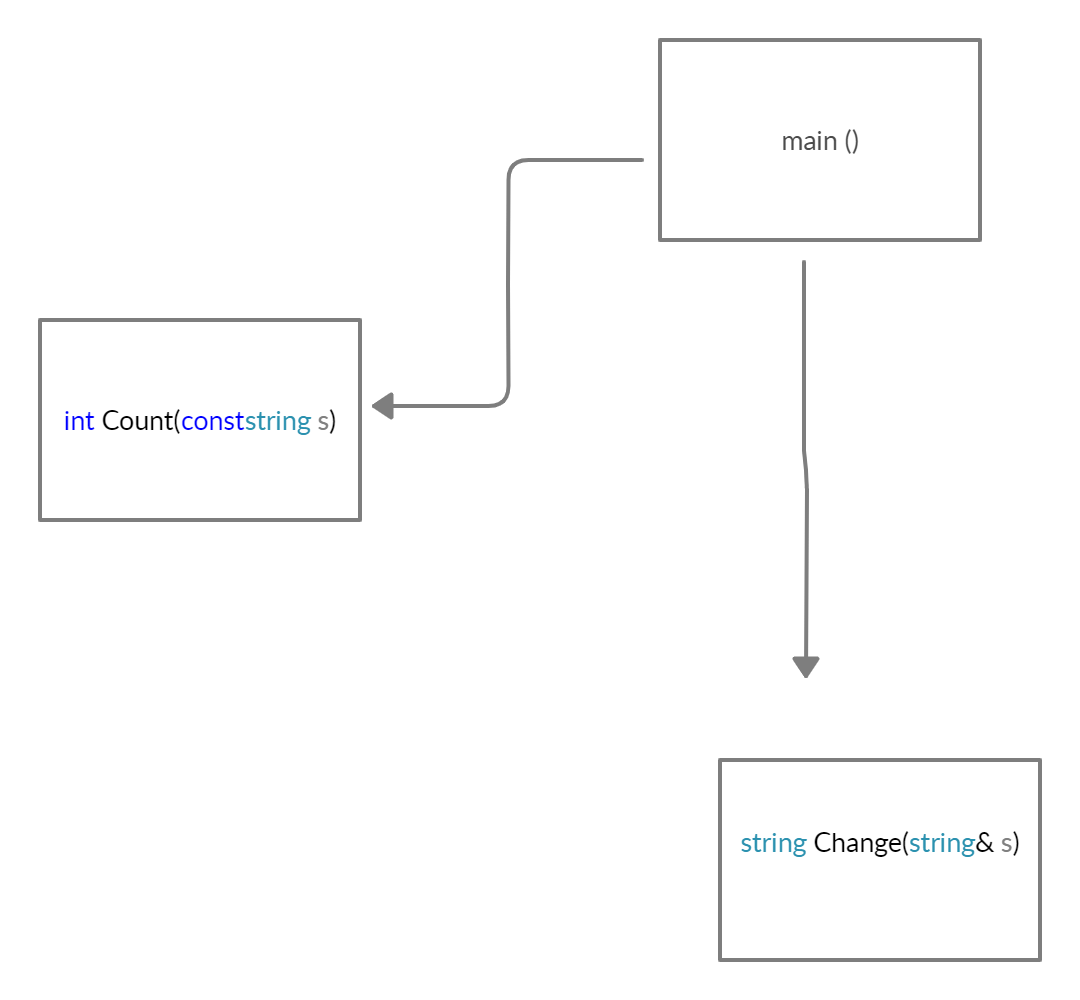 main ()
int Count(conststring s)
string Change(string& s)